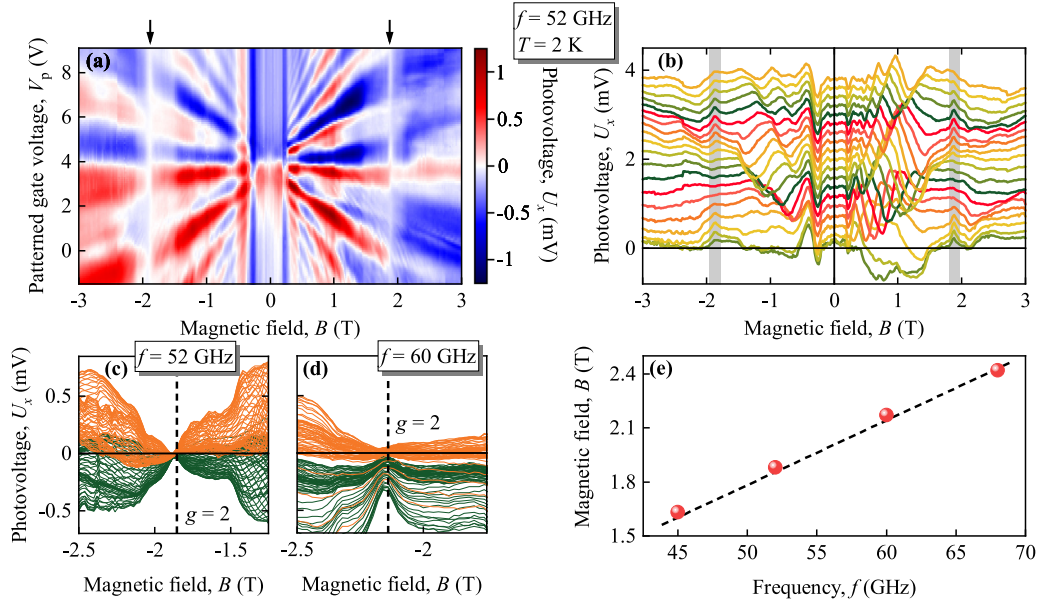 f = 52 GHz
T = 2 K
(a)
Patterned gate voltage, Vp (V)
8
6
4
2
0
-3 -2 -1 0 1 2 3
Magnetic field, B (T)
1
0.5
0
-0.5
-1
Photovoltage, Ux (mV)
(b)
Photovoltage, Ux (mV)
4
2
0
-3 -2 -1 0 1 2 3
Magnetic field, B (T)
(c)
f = 52 GHz
Photovoltage, Ux (mV)
0.5
0
-0.5
g = 2
-2.5 -2 -1.5
Magnetic field, B (T)
(d)
f = 60 GHz
g = 2
-2.5 -2
Magnetic field, B (T)
(e)
Magnetic field, B (T)
2.4
2.1
1.8
1.5
45 50 55 60 65 70
Frequency, f (GHz)